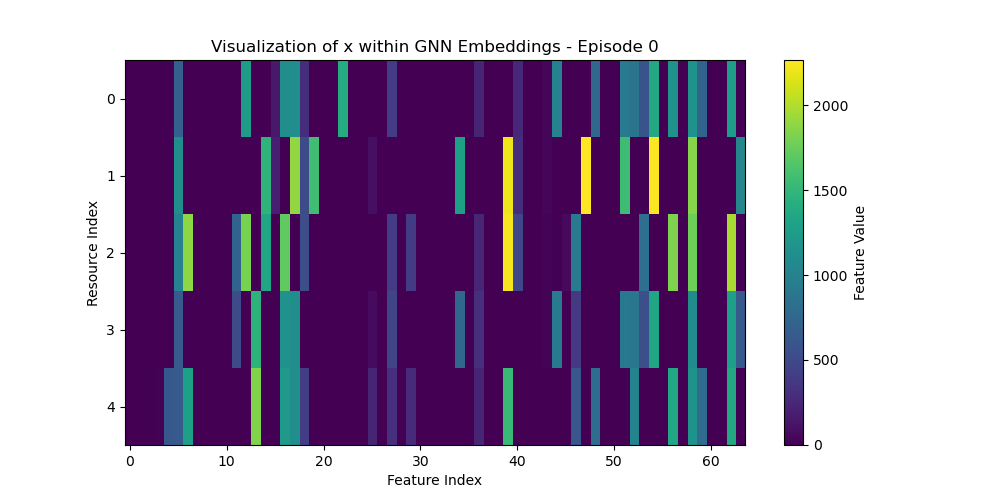 Visualization of x within GNN Embeddings - Episode 0
Resource Index
0
1
2
3
4
0 10 20 30 40 50 60
Feature Index
2000
1500
1000
500
0
Feature Value